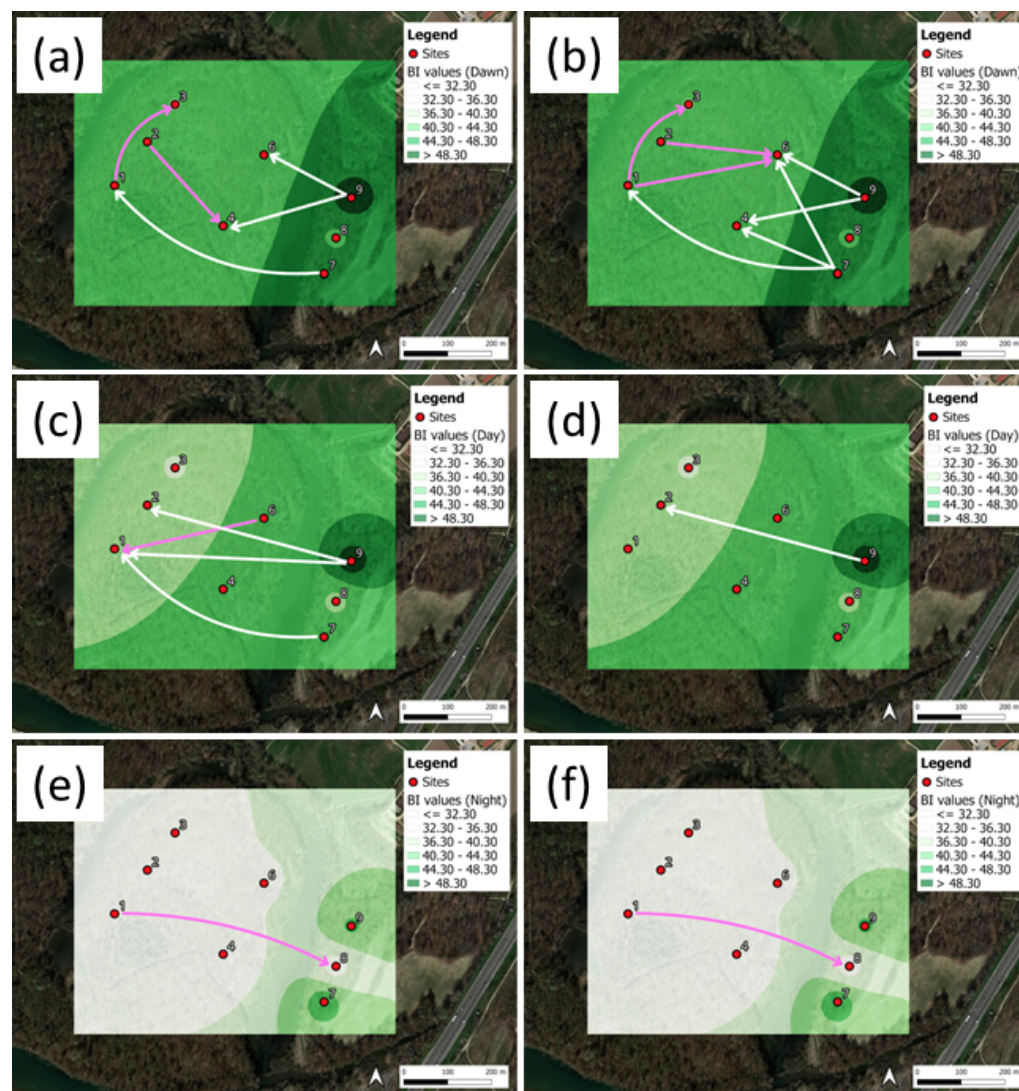 (a)
Legend
Sites
BI values (Dawn)
<= 32.30
32.30 - 36.30
36.30 - 40.30
40.30 - 44.30
44.30 - 48.30
> 48.30
3
2
6
1
9
4
8
7
0 100 200 m
(b)
Legend
Sites
BI values (Dawn)
<= 32.30
32.30 - 36.30
36.30 - 40.30
40.30 - 44.30
44.30 - 48.30
> 48.30
3
2
6
1
9
4
8
7
0 100 200 m
(c)
Legend
Sites
BI values (Day)
<= 32.30
32.30 - 36.30
36.30 - 40.30
40.30 - 44.30
44.30 - 48.30
> 48.30
3
2
6
1
9
4
8
7
0 100 200 m
(d)
Legend
Sites
BI values (Day)
<= 32.30
32.30 - 36.30
36.30 - 40.30
40.30 - 44.30
44.30 - 48.30
> 48.30
3
2
6
1
9
4
8
7
0 100 200 m
(e)
Legend
Sites
BI values (Night)
<= 32.30
32.30 - 36.30
36.30 - 40.30
40.30 - 44.30
44.30 - 48.30
> 48.30
3
2
6
1
9
4
8
7
0 100 200 m
(f)
Legend
Sites
BI values (Night)
<= 32.30
32.30 - 36.30
36.30 - 40.30
40.30 - 44.30
44.30 - 48.30
> 48.30
3
2
6
1
9
4
8
7
0 100 200 m